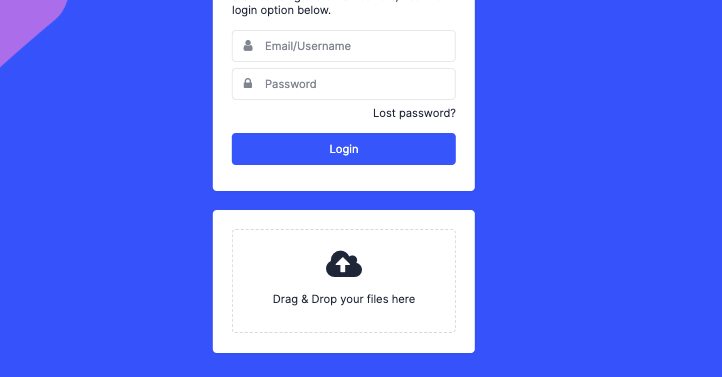 login option below.
Email/Username
Password
Lost password?
Login
Drag & Drop your files here